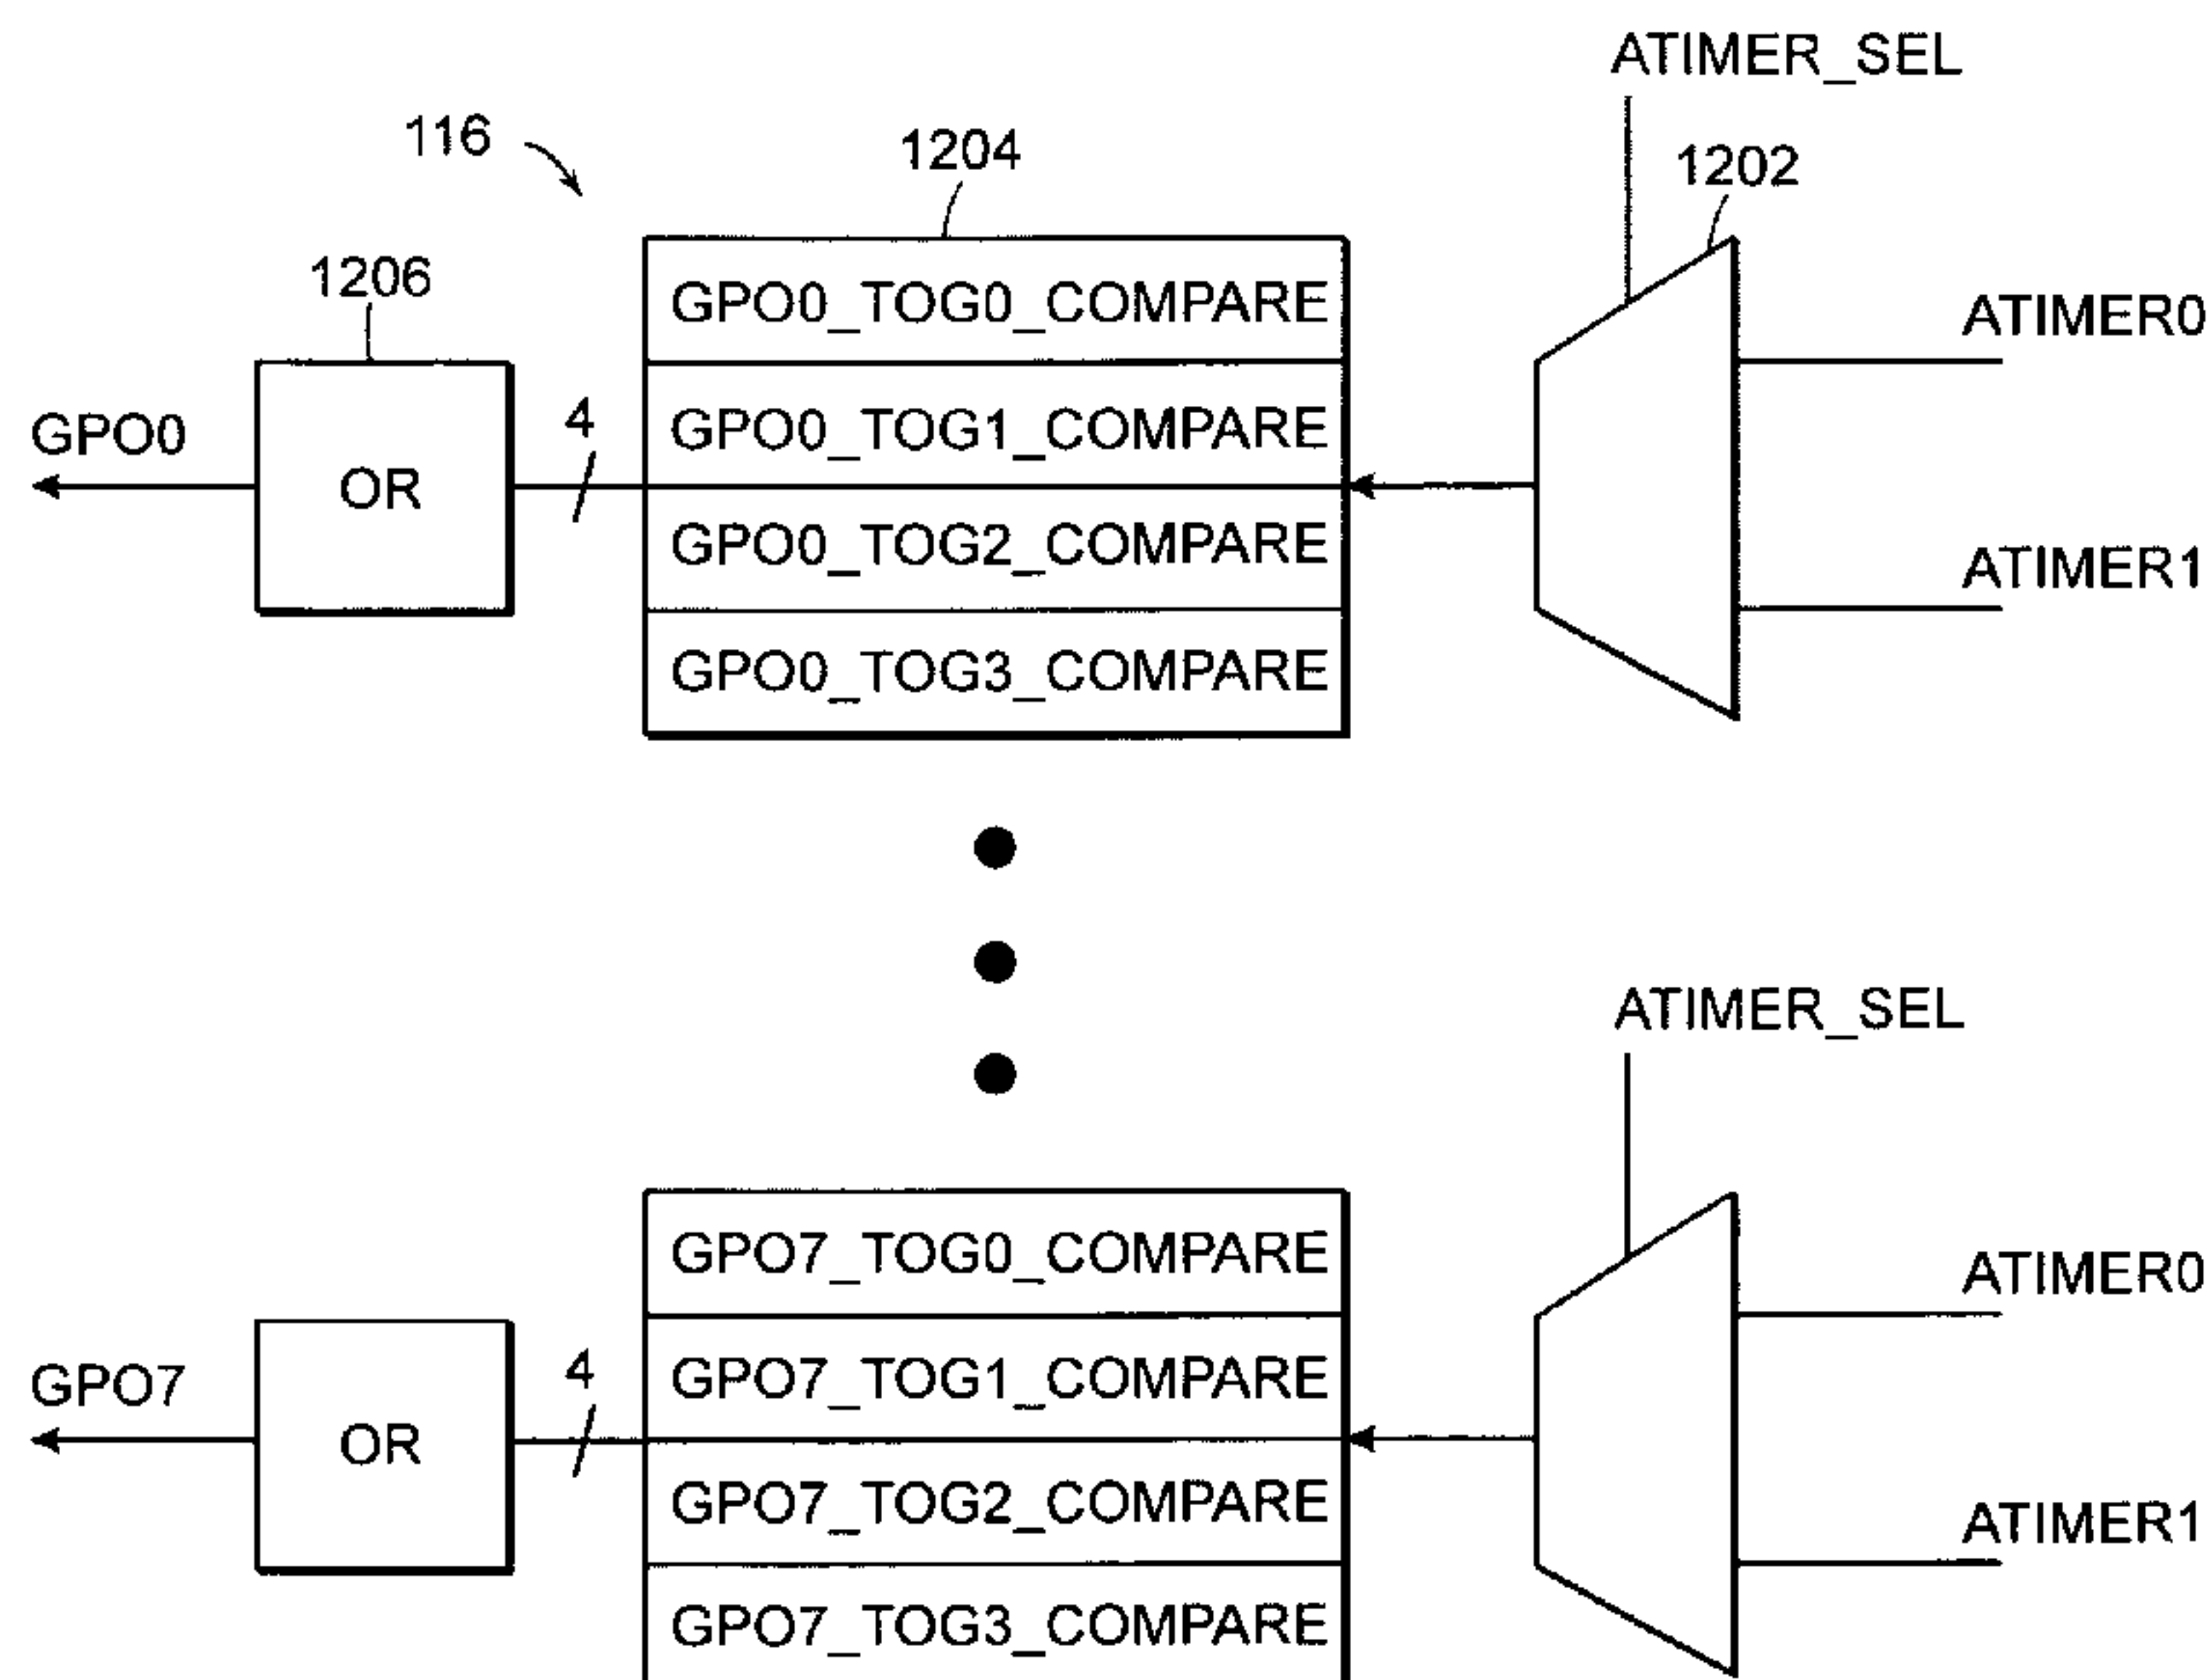 ATIMER_SEL
116
1204
1202
1206
GPO0_TOG0_COMPARE
ATIMER0
GPO0
OR
4
GPO0_TOG1_COMPARE
GPO0_TOG2_COMPARE
ATIMER1
GPO0_TOG3_COMPARE
ATIMER_SEL
GPO7_TOG0_COMPARE
ATIMER0
GPO7
OR
4
GPO7_TOG1_COMPARE
GPO7_TOG2_COMPARE
ATIMER1
GPO7_TOG3_COMPARE